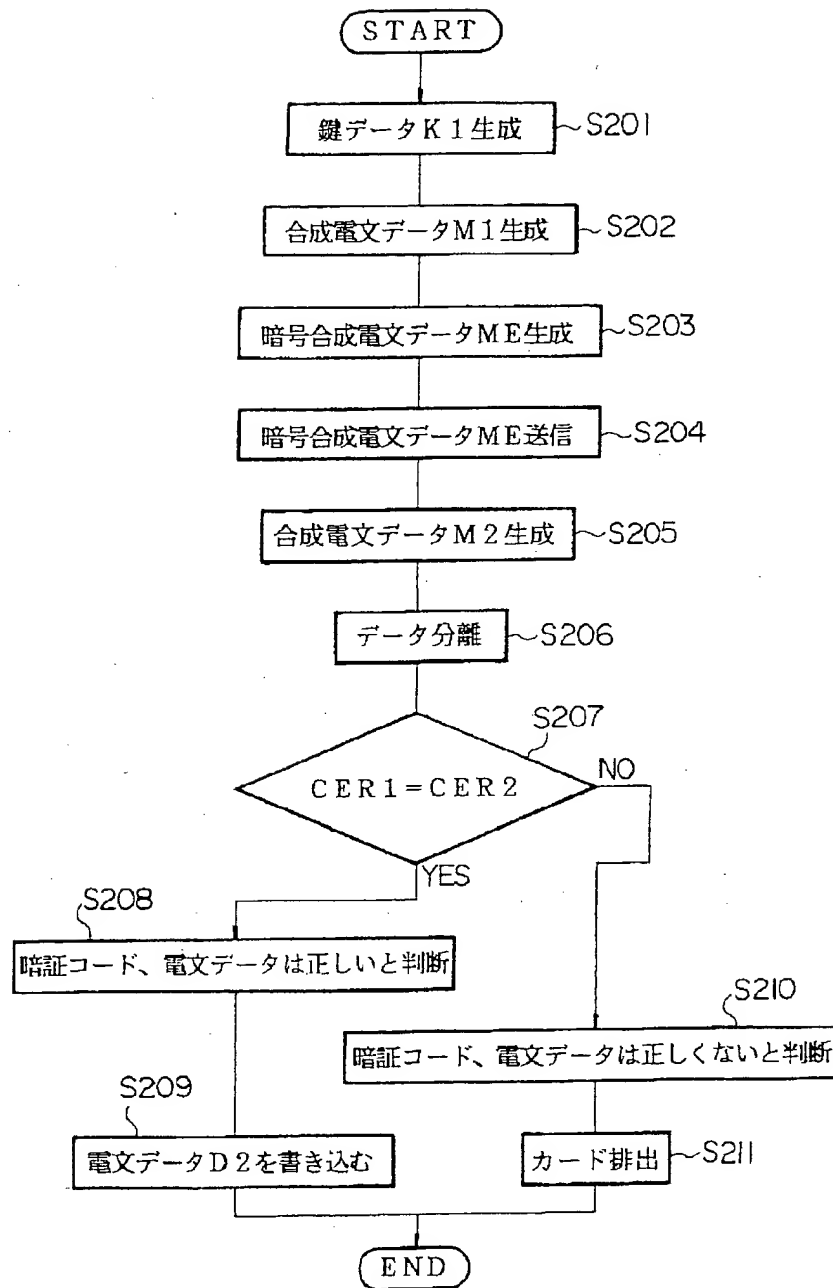 START
鍵データK1生成 S201
合成電文データM1生成 S202
暗号合成電文データME生成 S203
暗号合成電文データME送信 S204
合成電文データM2生成 S205
データ分離 S206
S207
CER1=CER2
NO
YES
S208
暗証コード、電文データは正しいと判断
S210
暗証コード、電文データは正しくないと判断
S209
電文データD2を書き込む
カード排出 S211
END